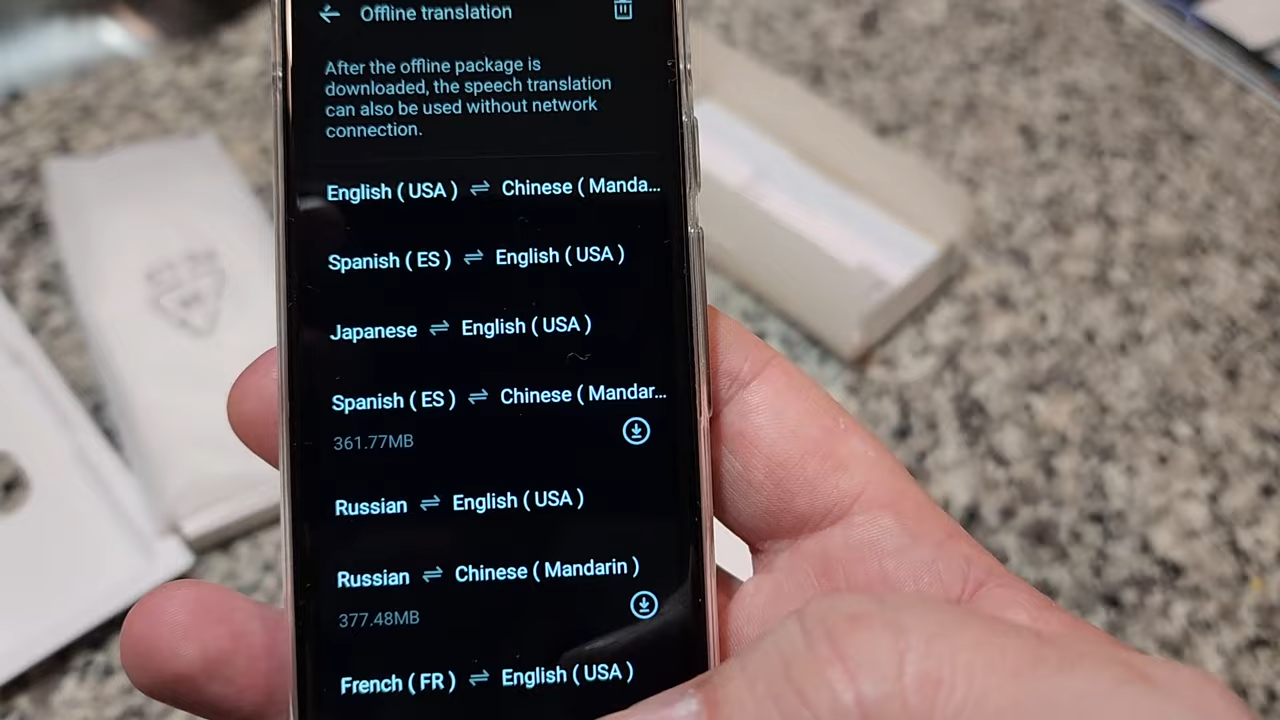 Offline translation
After the offline package is
downloaded, the speech translation
can also be used without network
connection.
English ( USA ) ⇌ Chinese ( Manda...
Spanish ( ES ) ⇌ English ( USA )
Japanese ⇌ English ( USA )
Spanish ( ES ) ⇌ Chinese ( Mandar...
361.77MB
Russian ⇌ English ( USA )
Russian ⇌ Chinese ( Mandarin )
377.48MB
French ( FR ) ⇌ English ( USA )